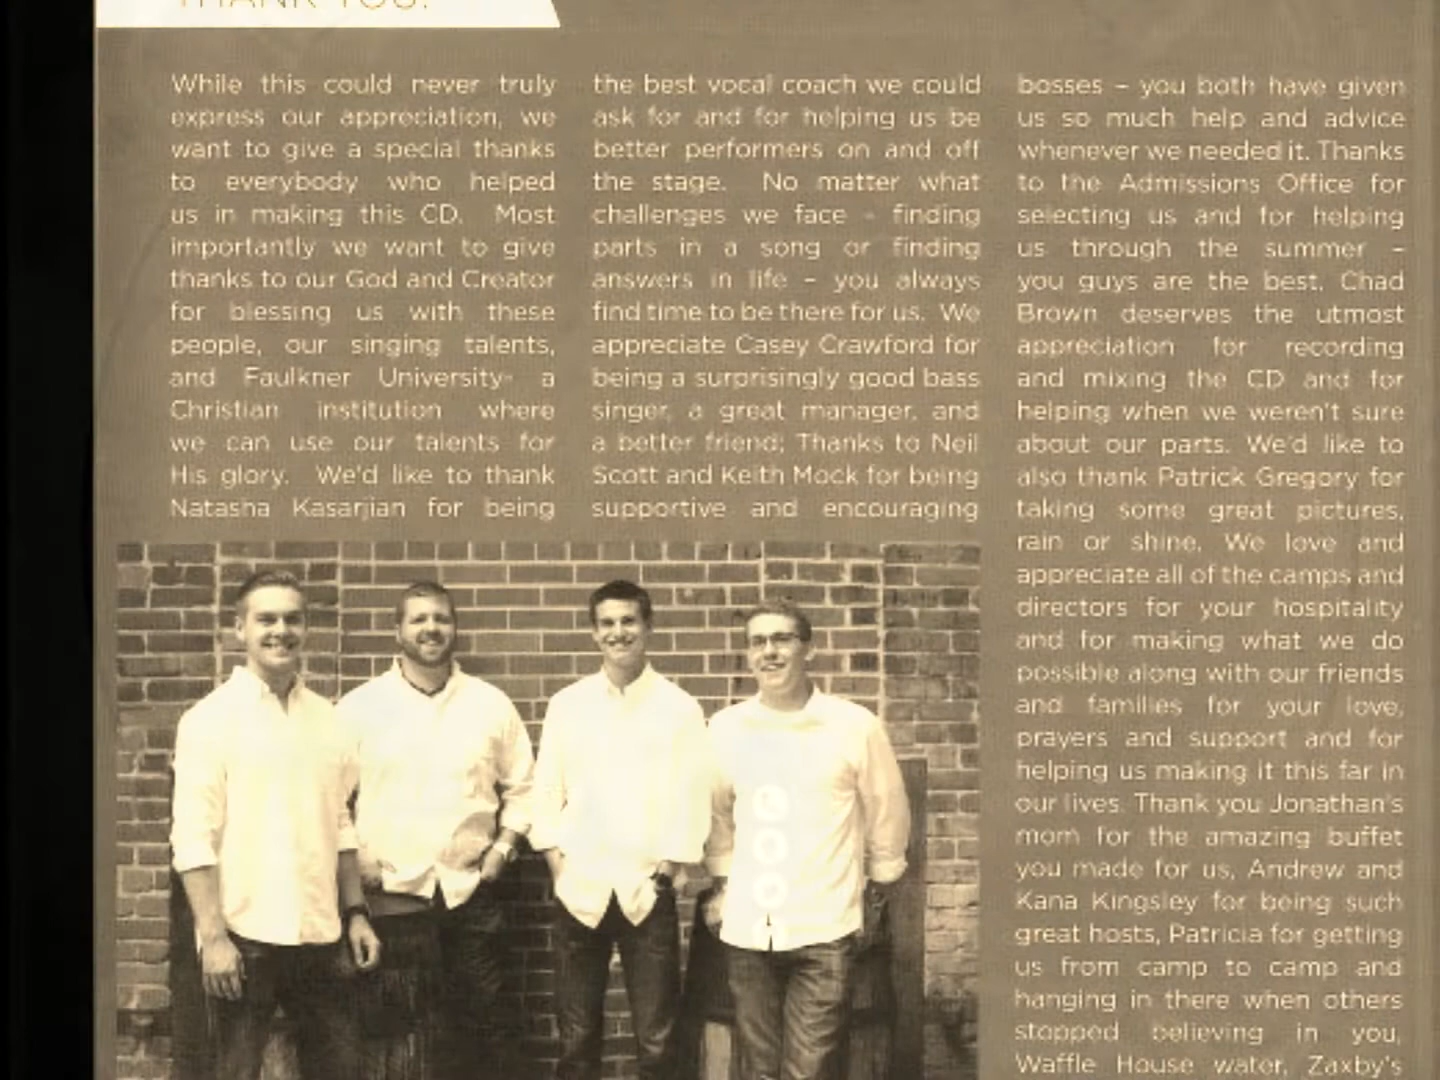 THANK YOU!
While this could never truly
express our appreciation, we
want to give a special thanks
to everybody who helped
us in making this CD. Most
importantly we want to give
thanks to our God and Creator
for blessing us with these
people, our singing talents,
and Faulkner University- a
Christian institution where
we can use our talents for
His glory. We'd like to thank
Natasha Kasarjian for being
the best vocal coach we could
ask for and for helping us be
better performers on and off
the stage. No matter what
challenges we face - finding
parts in a song or finding
answers in life – you always
find time to be there for us. We
appreciate Casey Crawford for
being a surprisingly good bass
singer, a great manager, and
a better friend; Thanks to Neil
Scott and Keith Mock for being
supportive and encouraging
bosses – you both have given
us so much help and advice
whenever we needed it. Thanks
to the Admissions Office for
selecting us and for helping
us through the summer –
you guys are the best. Chad
Brown deserves the utmost
appreciation for recording
and mixing the CD and for
helping when we weren't sure
about our parts. We'd like to
also thank Patrick Gregory for
taking some great pictures,
rain or shine. We love and
appreciate all of the camps and
directors for your hospitality
and for making what we do
possible along with our friends
and families for your love,
prayers and support and for
helping us making it this far in
our lives. Thank you Jonathan's
mom for the amazing buffet
you made for us, Andrew and
Kana Kingsley for being such
great hosts, Patricia for getting
us from camp to camp and
hanging in there when others
stopped believing in you,
Waffle House water, Zaxby's